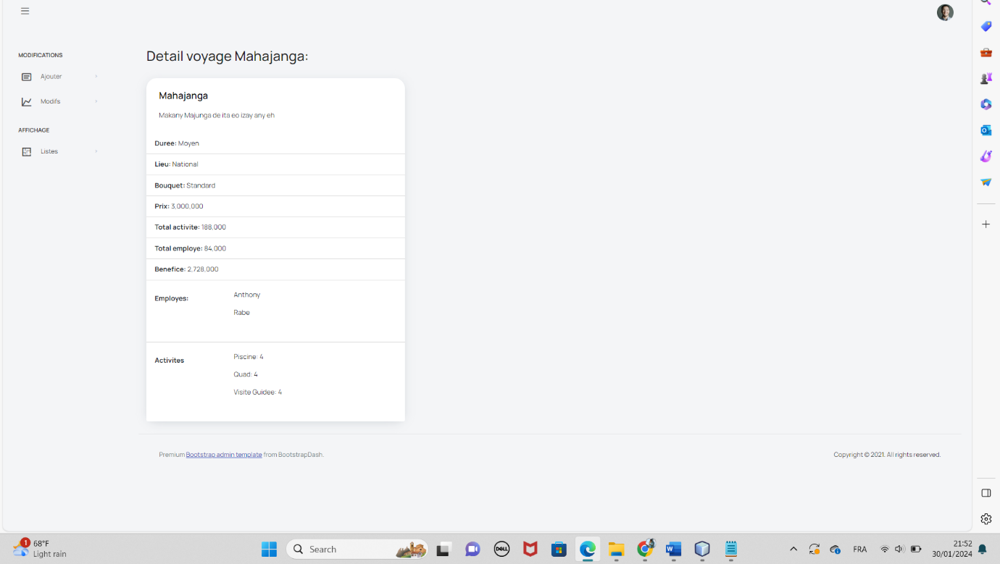 MODIFICATIONS
Ajouter
Modifs
AFFICHAGE
Listes
Detail voyage Mahajanga:
Mahajanga
Makany Majunga de ita eo izay any eh
Duree: Moyen
Lieu: National
Bouquet: Standard
Prix: 3,000,000
Total activite: 188,000
Total employe: 84,000
Benefice: 2,728,000
Employes:
Anthony
Rabe
Activites
Piscine: 4
Quad: 4
Visite Guidee: 4
Premium Bootstrap admin template from BootstrapDash.
Copyright © 2021. All rights reserved.
1
68°F
Light rain
Search
DELL
W
FRA
21:52
30/01/2024